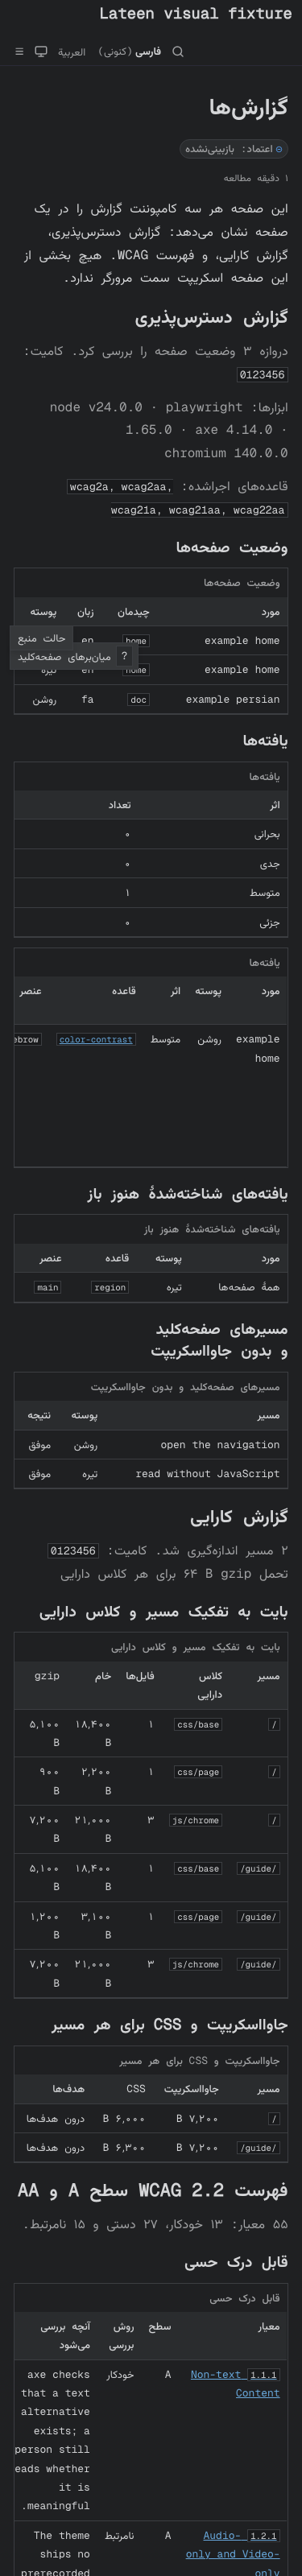 Lateen visual fixture
فارسی (کنونی) العربية
گزارش‌ها
اعتماد: بازبینی‌نشده
۱ دقیقه مطالعه
این صفحه هر سه کامپوننت گزارش را در یک
صفحه نشان می‌دهد: گزارش دسترس‌پذیری،
گزارش کارایی، و فهرست WCAG. هیچ بخشی از
این صفحه اسکریپت سمت مرورگر ندارد.
گزارش دسترس‌پذیری
دروازه ۳ وضعیت صفحه را بررسی کرد. کامیت:
0123456
ابزارها: node v24.0.0 · playwright
1.65.0 · axe 4.14.0 ·
chromium 140.0.0
قاعده‌های اجراشده: wcag2a, wcag2aa,
wcag21a, wcag21aa, wcag22aa
وضعیت صفحه‌ها
وضعیت صفحه‌ها
مورد چیدمان زبان پوسته
example home home en
حالت منبع
example home home en تیره
? میان‌برهای صفحه‌کلید
example persian doc fa روشن
یافته‌ها
یافته‌ها
اثر تعداد
بحرانی ۰
جدی ۰
متوسط ۱
جزئی ۰
یافته‌ها
مورد پوسته اثر قاعده عنصر
example روشن متوسط color-contrast ebrow
home
یافته‌های شناخته‌شدهٔ هنوز باز
یافته‌های شناخته‌شدهٔ هنوز باز
مورد پوسته قاعده عنصر
همهٔ صفحه‌ها تیره region main
مسیرهای صفحه‌کلید
و بدون جاوااسکریپت
مسیرهای صفحه‌کلید و بدون جاوااسکریپت
مسیر پوسته نتیجه
open the navigation روشن موفق
read without JavaScript تیره موفق
گزارش کارایی
۲ مسیر اندازه‌گیری شد. کامیت: 0123456
تحمل ۶۴ B gzip برای هر کلاس دارایی
بایت به تفکیک مسیر و کلاس دارایی
بایت به تفکیک مسیر و کلاس دارایی
مسیر کلاس فایل‌ها خام gzip
دارایی
/ css/base ۱ ۱۸,۴۰۰ ۵,۱۰۰
B B
/ css/page ۱ ۲,۲۰۰ ۹۰۰
B B
/ js/chrome ۳ ۲۱,۰۰۰ ۷,۲۰۰
B B
/guide/ css/base ۱ ۱۸,۴۰۰ ۵,۱۰۰
B B
/guide/ css/page ۱ ۳,۱۰۰ ۱,۲۰۰
B B
/guide/ js/chrome ۳ ۲۱,۰۰۰ ۷,۲۰۰
B B
جاوااسکریپت و CSS برای هر مسیر
جاوااسکریپت و CSS برای هر مسیر
مسیر جاوااسکریپت CSS هدف‌ها
/ ۷,۲۰۰ B ۶,۰۰۰ B درون هدف‌ها
/guide/ ۷,۲۰۰ B ۶,۳۰۰ B درون هدف‌ها
فهرست WCAG 2.2 سطح A و AA
۵۵ معیار: ۱۳ خودکار، ۲۷ دستی و ۱۵ نامرتبط.
قابل درک حسی
قابل درک حسی
معیار سطح روش آنچه بررسی
بررسی می‌شود
1.1.1 Non-text A خودکار axe checks
Content that a text
alternative
exists; a
person still
eads whether
it is
meaningful.
1.2.1 Audio- A نامرتبط The theme
only and Video- ships no
only prerecorded